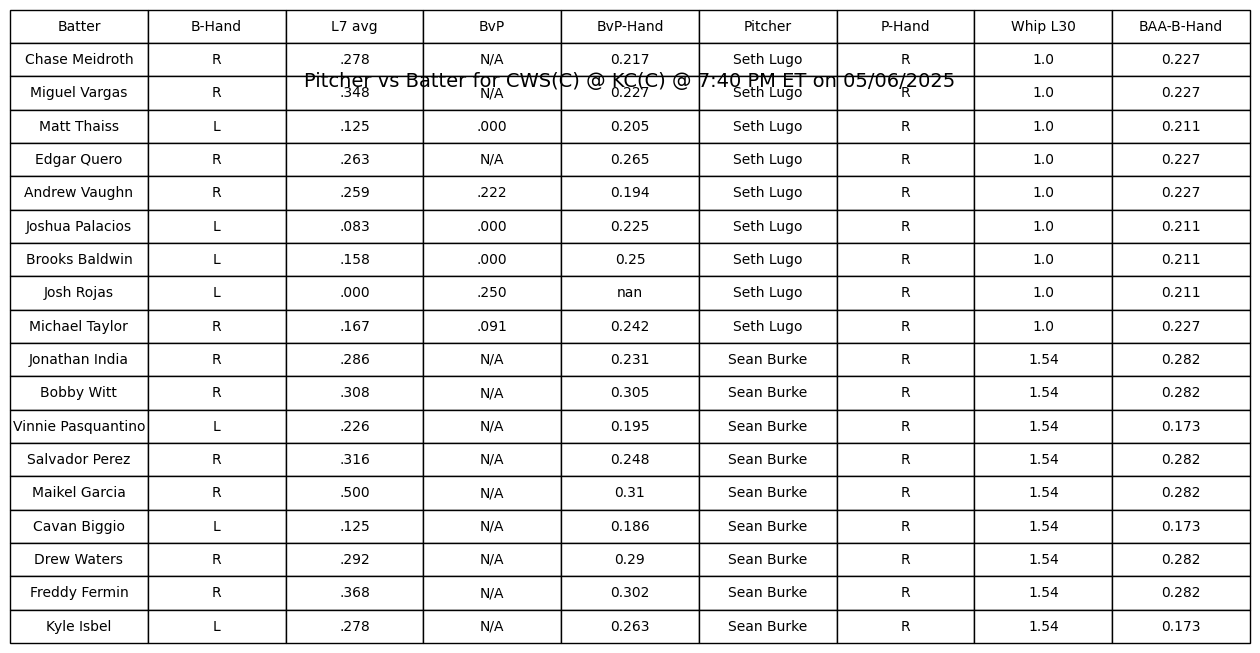 Batter B-Hand L7 avg BvP BvP-Hand Pitcher P-Hand Whip L30 BAA-B-Hand
Chase Meidroth R .278 N/A 0.217 Seth Lugo R 1.0 0.227
Pitcher vs Batter for CWS(C) @ KC(C) @ 7:40 PM ET on 05/06/2025
Miguel Vargas R .348 N/A 0.227 Seth Lugo R 1.0 0.227
Matt Thaiss L .125 .000 0.205 Seth Lugo R 1.0 0.211
Edgar Quero R .263 N/A 0.265 Seth Lugo R 1.0 0.227
Andrew Vaughn R .259 .222 0.194 Seth Lugo R 1.0 0.227
Joshua Palacios L .083 .000 0.225 Seth Lugo R 1.0 0.211
Brooks Baldwin L .158 .000 0.25 Seth Lugo R 1.0 0.211
Josh Rojas L .000 .250 nan Seth Lugo R 1.0 0.211
Michael Taylor R .167 .091 0.242 Seth Lugo R 1.0 0.227
Jonathan India R .286 N/A 0.231 Sean Burke R 1.54 0.282
Bobby Witt R .308 N/A 0.305 Sean Burke R 1.54 0.282
Vinnie Pasquantino L .226 N/A 0.195 Sean Burke R 1.54 0.173
Salvador Perez R .316 N/A 0.248 Sean Burke R 1.54 0.282
Maikel Garcia R .500 N/A 0.31 Sean Burke R 1.54 0.282
Cavan Biggio L .125 N/A 0.186 Sean Burke R 1.54 0.173
Drew Waters R .292 N/A 0.29 Sean Burke R 1.54 0.282
Freddy Fermin R .368 N/A 0.302 Sean Burke R 1.54 0.282
Kyle Isbel L .278 N/A 0.263 Sean Burke R 1.54 0.173